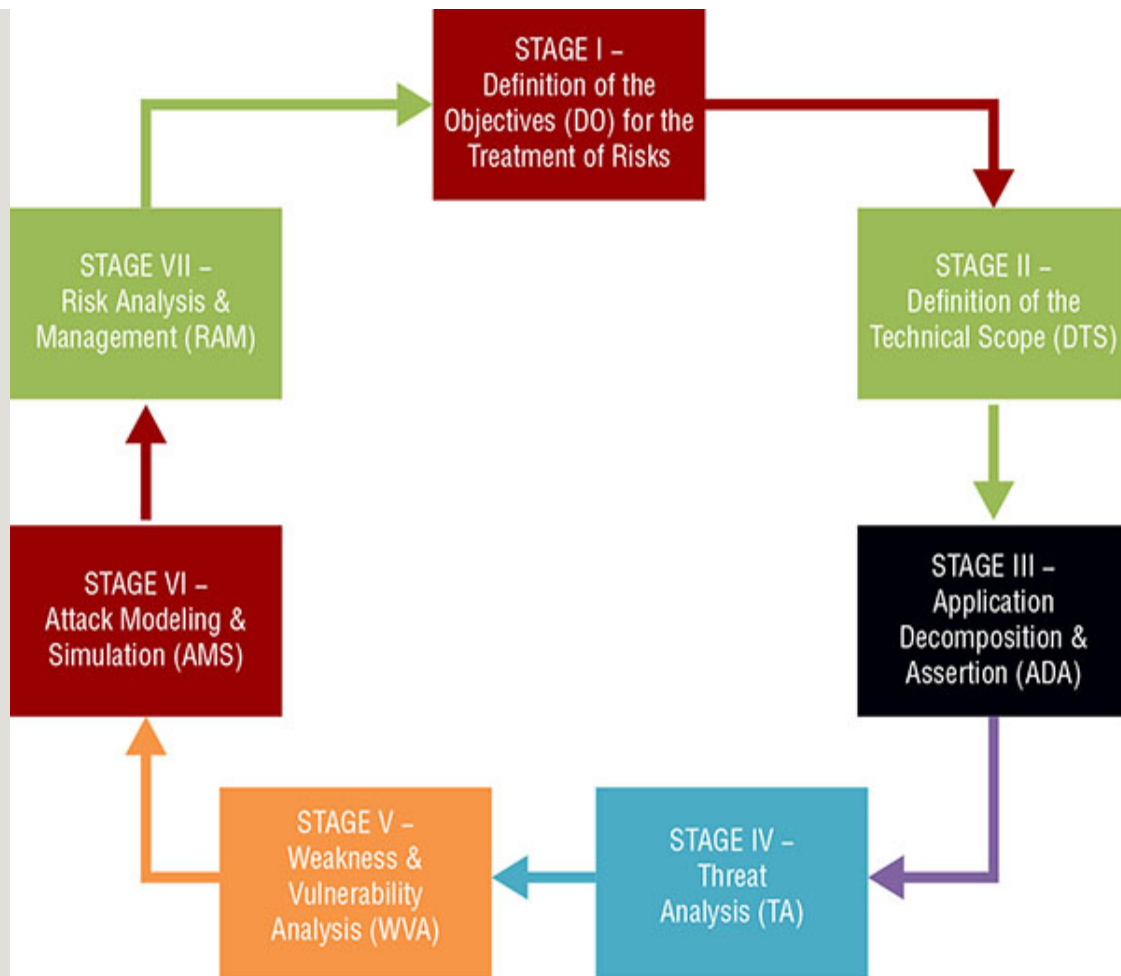 STAGE I –
Definition of the
Objectives (DO) for the
Treatment of Risks
STAGE II –
Definition of the
Technical Scope (DTS)
STAGE III –
Application
Decomposition &
Assertion (ADA)
STAGE IV –
Threat
Analysis (TA)
STAGE V –
Weakness &
Vulnerability
Analysis (WVA)
STAGE VI –
Attack Modeling &
Simulation (AMS)
STAGE VII –
Risk Analysis &
Management (RAM)